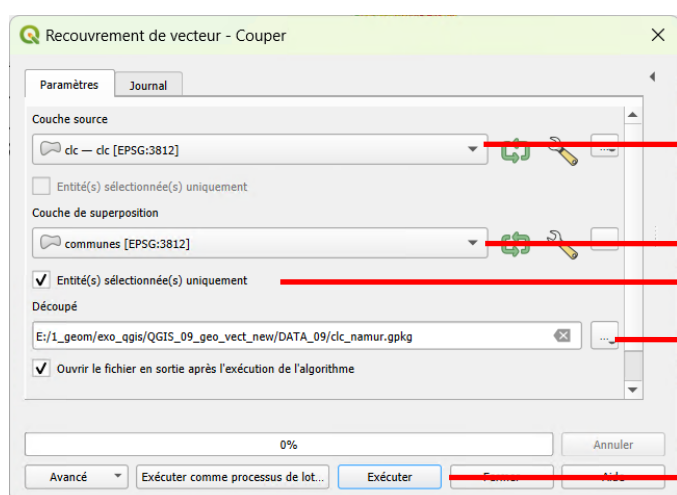 Recouvrement de vecteur - Couper
Paramètres Journal
Couche source
clc — clc [EPSG:3812]
Entité(s) sélectionnée(s) uniquement
Couche de superposition
communes [EPSG:3812]
Entité(s) sélectionnée(s) uniquement
Découpé
E:/1_geom/exo_qgis/QGIS_09_geo_vect_new/DATA_09/clc_namur.gpkg
Ouvrir le fichier en sortie après l'exécution de l'algorithme
0% Annuler
Avancé Exécuter comme processus de lot... Exécuter Fermer Aide